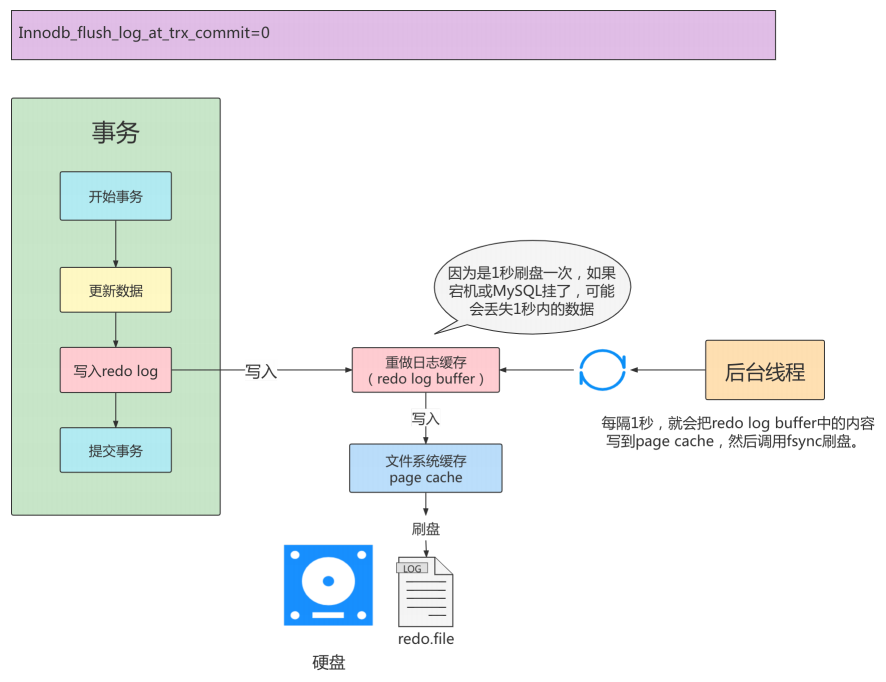 Innodb_flush_log_at_trx_commit=0
事务
开始事务
更新数据
写入redo log
提交事务
写入
因为是1秒刷盘一次，如果
宕机或MySQL挂了，可能
会丢失1秒内的数据
重做日志缓存
（redo log buffer）
后台线程
每隔1秒，就会把redo log buffer中的内容
写到page cache，然后调用fsync刷盘。
写入
文件系统缓存
page cache
刷盘
LOG
redo.file
硬盘